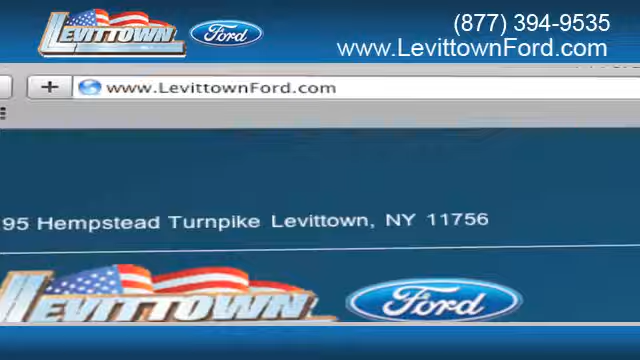 LEVITTOWN Ford
(877) 394-9535
www.LevittownFord.com
+ www.LevittownFord.com
95 Hempstead Turnpike Levittown, NY 11756
LEVITTOWN Ford